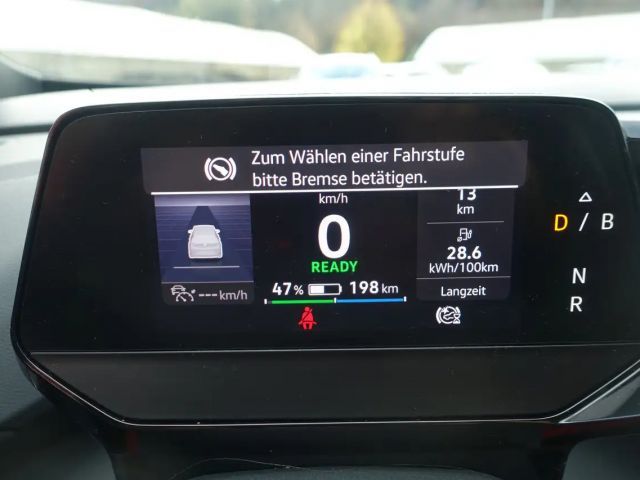 Zum Wählen einer Fahrstufe
bitte Bremse betätigen.
km/h
0
READY
47 % 198 km
--- km/h
13
km
28.6
kWh/100km
Langzeit
D / B
N
R